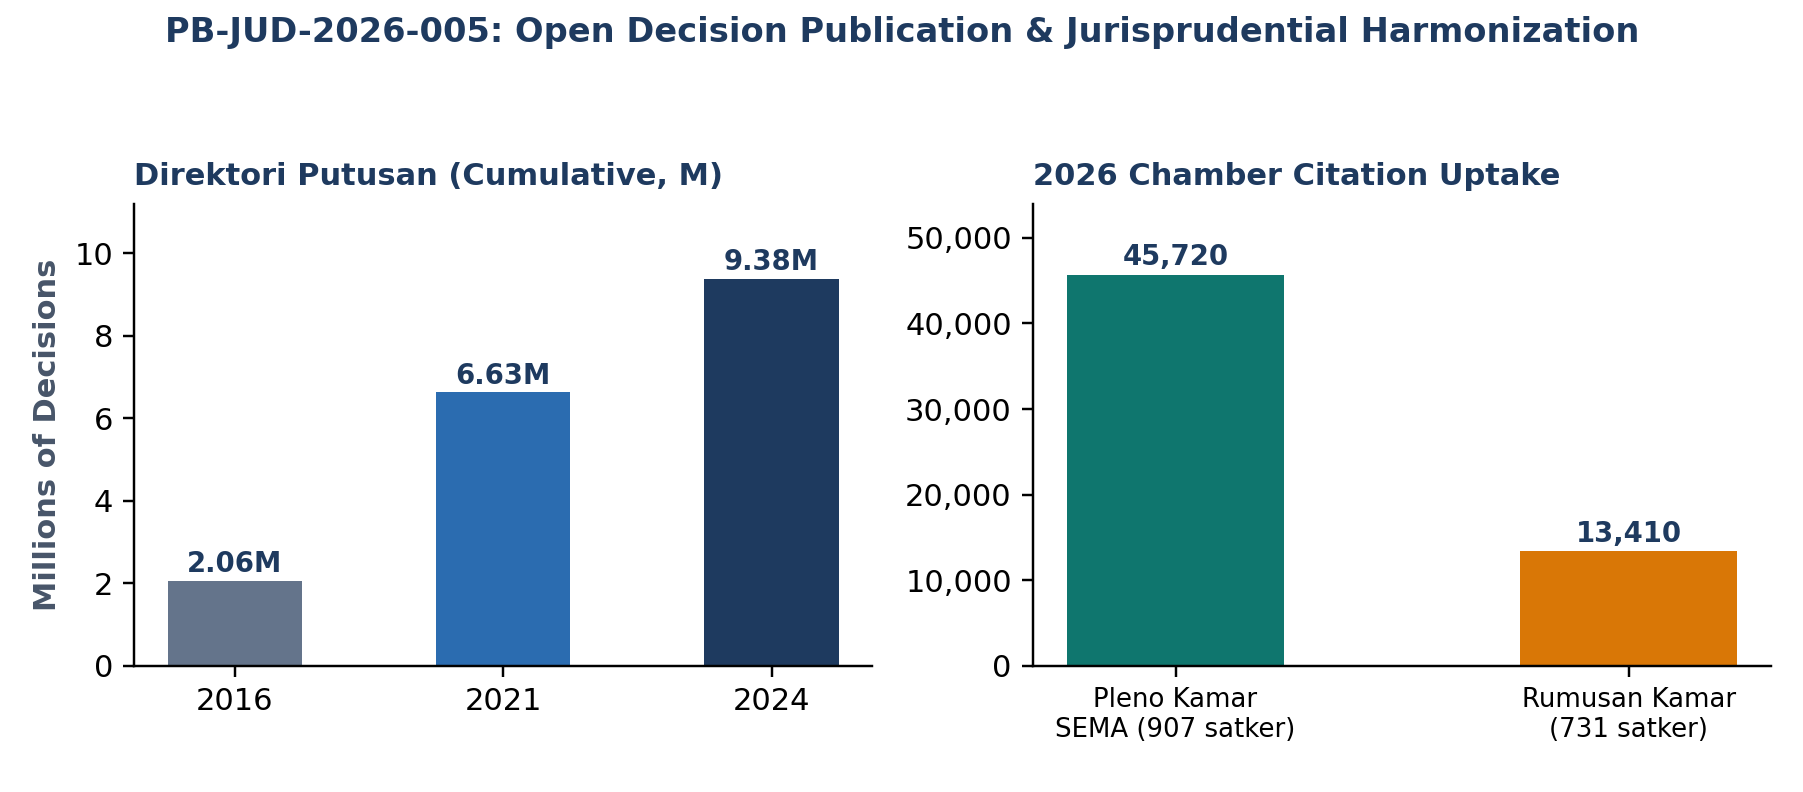 PB-JUD-2026-005: Open Decision Publication & Jurisprudential Harmonization
Direktori Putusan (Cumulative, M)
Millions of Decisions
10
8
6
4
2
0
2.06M
6.63M
9.38M
2016
2021
2024
2026 Chamber Citation Uptake
50,000
40,000
30,000
20,000
10,000
0
45,720
13,410
Pleno Kamar
SEMA (907 satker)
Rumusan Kamar
(731 satker)